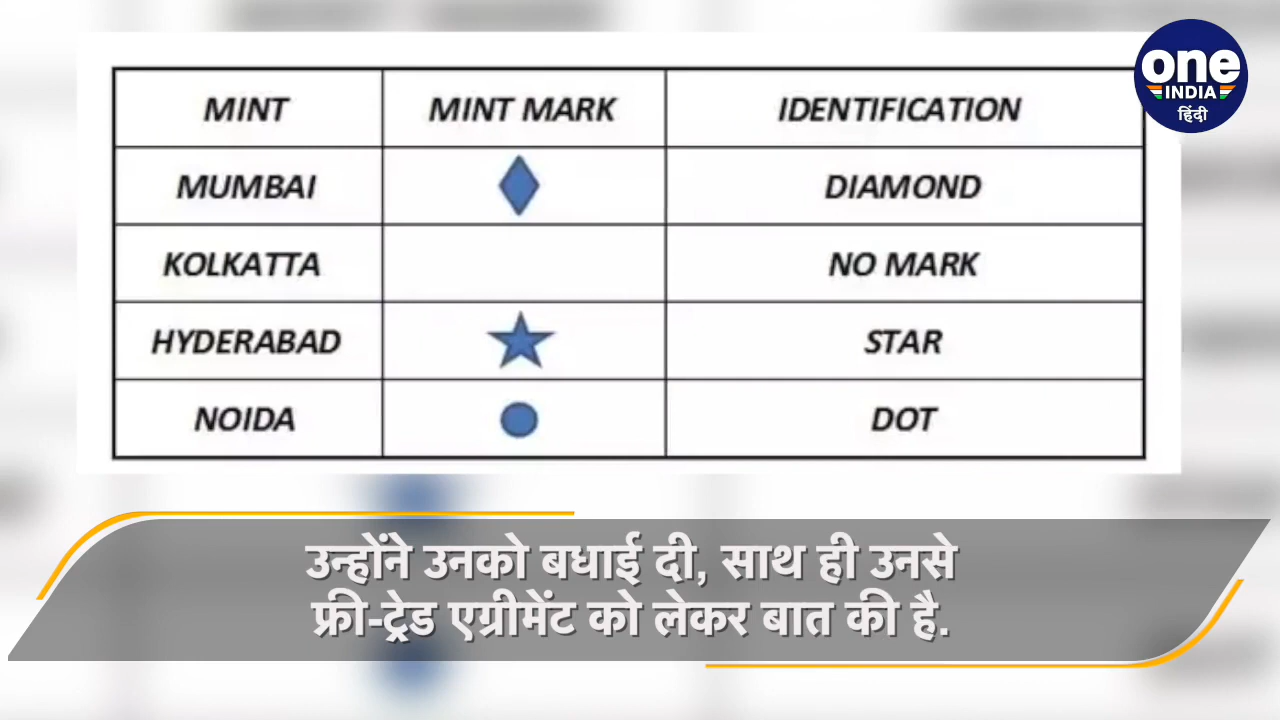 one
INDIA
हिंदी
MINT MINT MARK IDENTIFICATION
MUMBAI DIAMOND
KOLKATTA NO MARK
HYDERABAD STAR
NOIDA DOT
उन्होंने उनको बधाई दी, साथ ही उनसे
फ्री-ट्रेड एग्रीमेंट को लेकर बात की है.